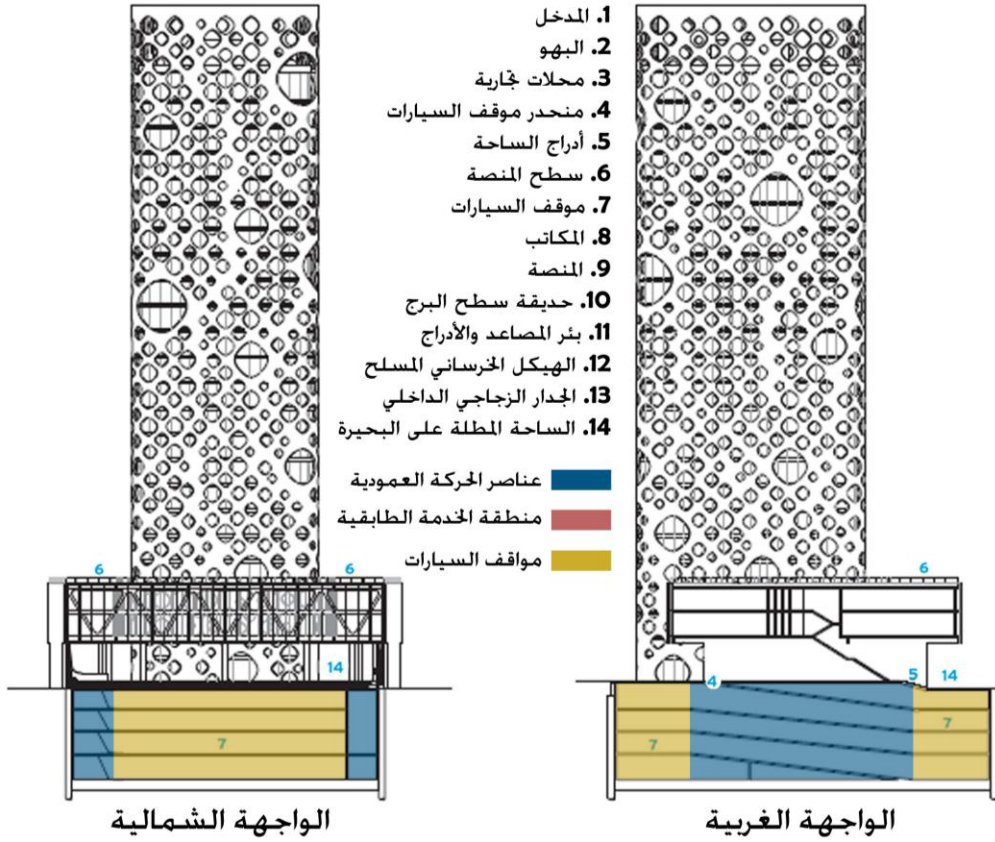 1. المدخل
2. البهو
3. محلات تجارية
4. منحدر موقف السيارات
5. أدراج الساحة
6. سطح المنصة
7. موقف السيارات
8. المكاتب
9. المنصة
10. حديقة سطح البرج
11. بئر المصاعد والأدراج
12. الهيكل الخرساني المسلح
13. الجدار الزجاجي الداخلي
14. الساحة المطلة على البحيرة
عناصر الحركة العمودية
منطقة الخدمة الطابقية
مواقف السيارات
6
6
14
7
الواجهة الشمالية
6
4
5
14
7
7
الواجهة الغربية